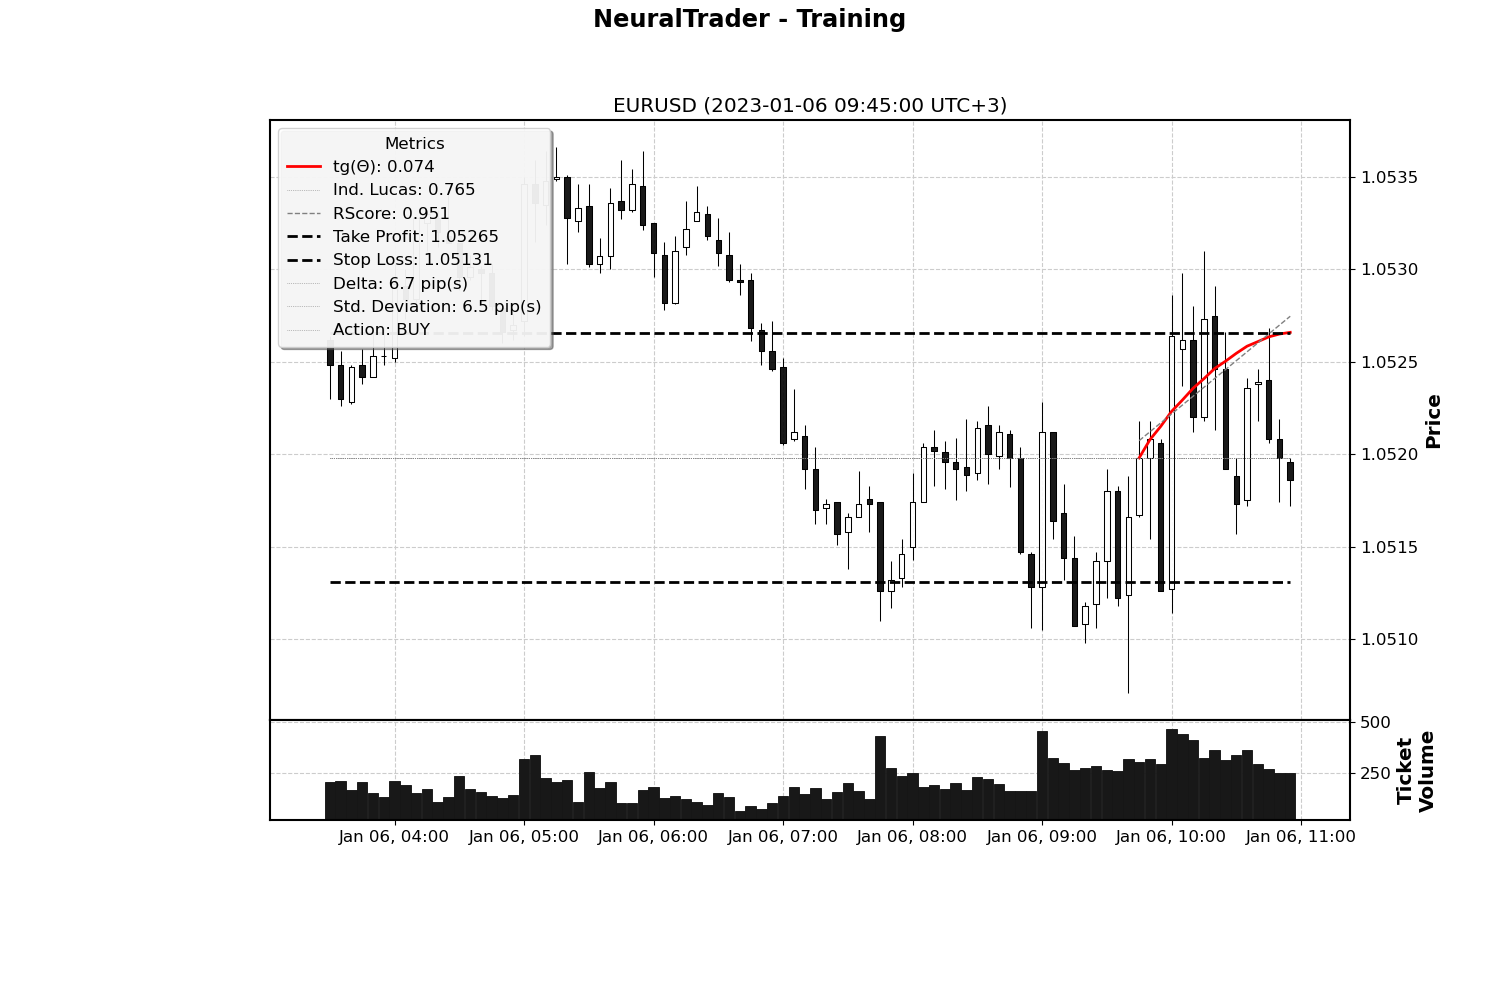 NeuralTrader - Training
EURUSD (2023-01-06 09:45:00 UTC+3)
Metrics
tg(Θ): 0.074
Ind. Lucas: 0.765
RScore: 0.951
Take Profit: 1.05265
Stop Loss: 1.05131
Delta: 6.7 pip(s)
Std. Deviation: 6.5 pip(s)
Action: BUY
1.0535
1.0530
1.0525
1.0520
1.0515
1.0510
Price
500
250
Ticket
Volume
Jan 06, 04:00
Jan 06, 05:00
Jan 06, 06:00
Jan 06, 07:00
Jan 06, 08:00
Jan 06, 09:00
Jan 06, 10:00
Jan 06, 11:00